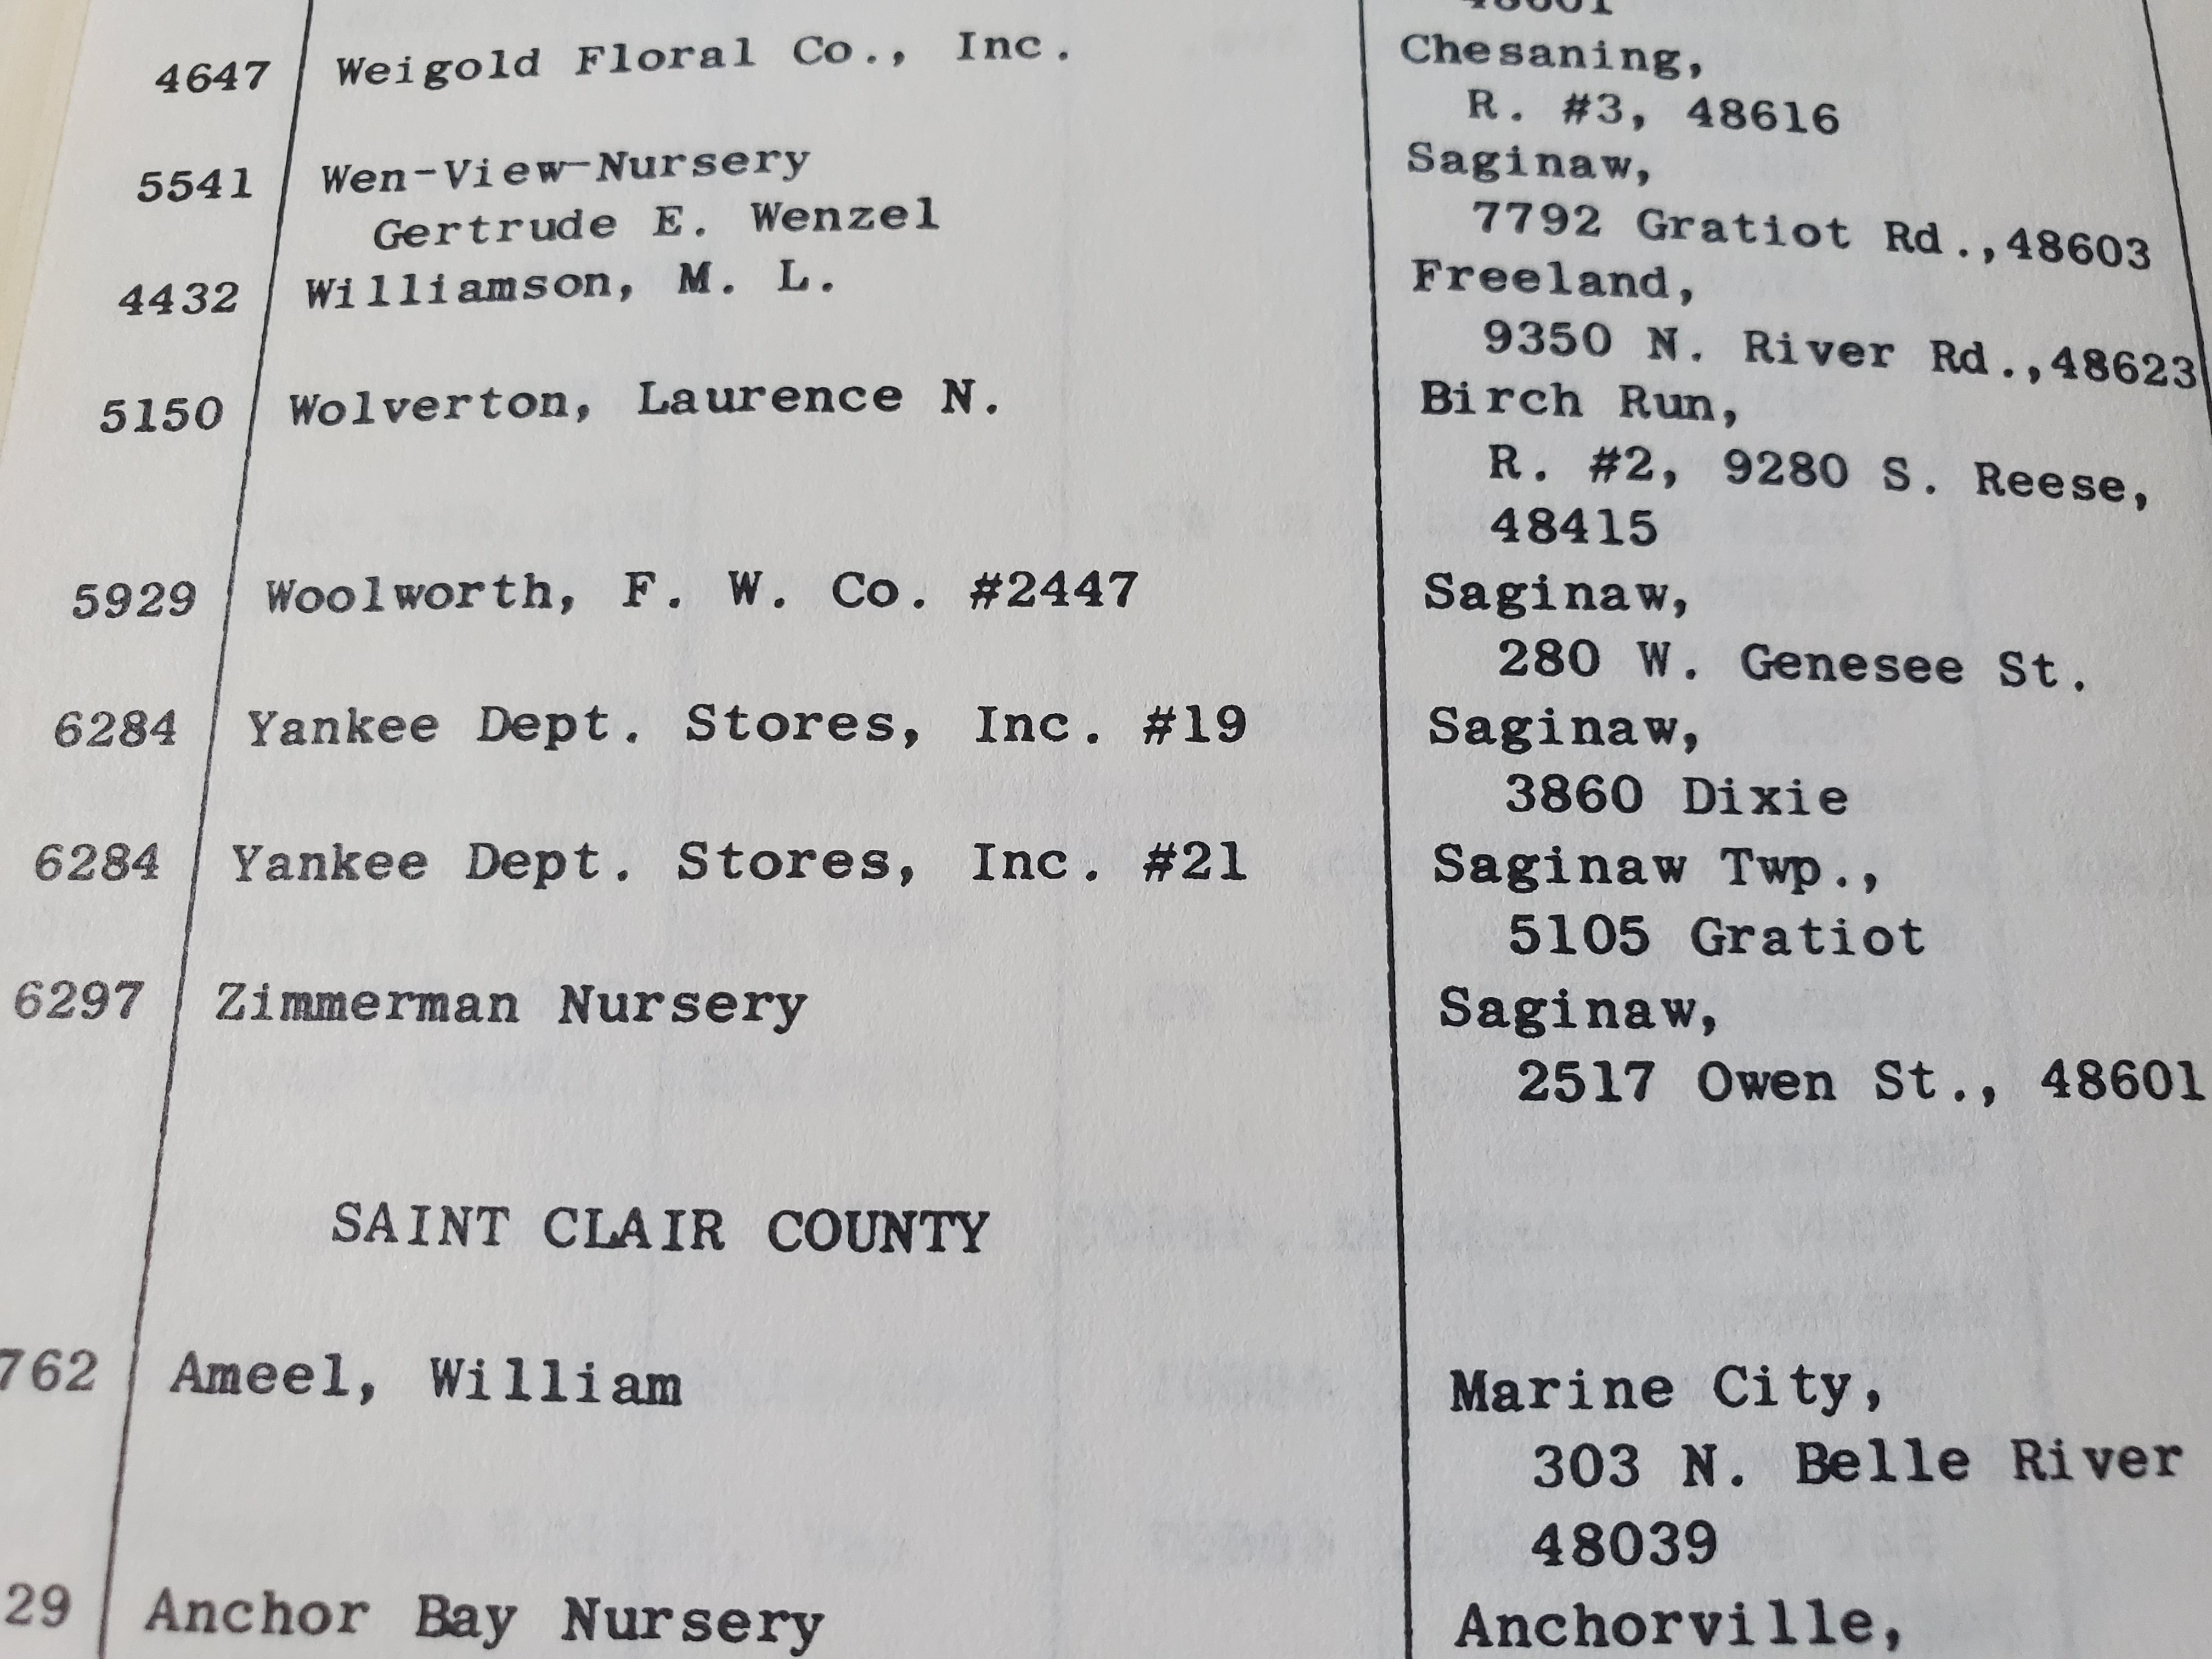 48601
4647 Weigold Floral Co., Inc. Chesaning,
R. #3, 48616
5541 Wen-View-Nursery Saginaw,
Gertrude E. Wenzel 7792 Gratiot Rd.,48603
4432 Williamson, M. L. Freeland,
9350 N. River Rd.,48623
5150 Wolverton, Laurence N. Birch Run,
R. #2, 9280 S. Reese,
48415
5929 Woolworth, F. W. Co. #2447 Saginaw,
280 W. Genesee St.
6284 Yankee Dept. Stores, Inc. #19 Saginaw,
3860 Dixie
6284 Yankee Dept. Stores, Inc. #21 Saginaw Twp.,
5105 Gratiot
6297 Zimmerman Nursery Saginaw,
2517 Owen St., 48601
SAINT CLAIR COUNTY
762 Ameel, William Marine City,
303 N. Belle River
48039
29 Anchor Bay Nursery Anchorville,